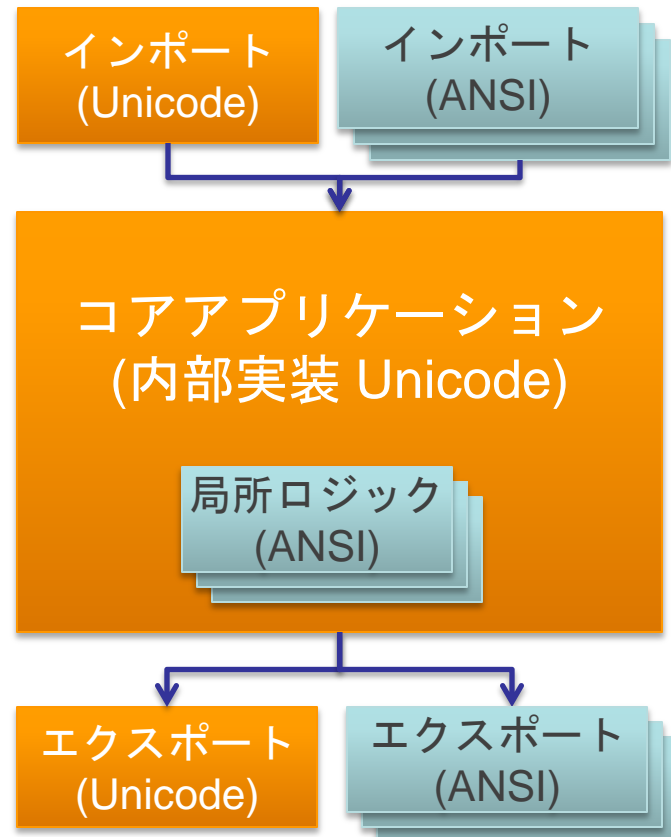 インポート
(Unicode)
インポート
(ANSI)
コアアプリケーション
(内部実装 Unicode)
局所ロジック
(ANSI)
エクスポート
(Unicode)
エクスポート
(ANSI)